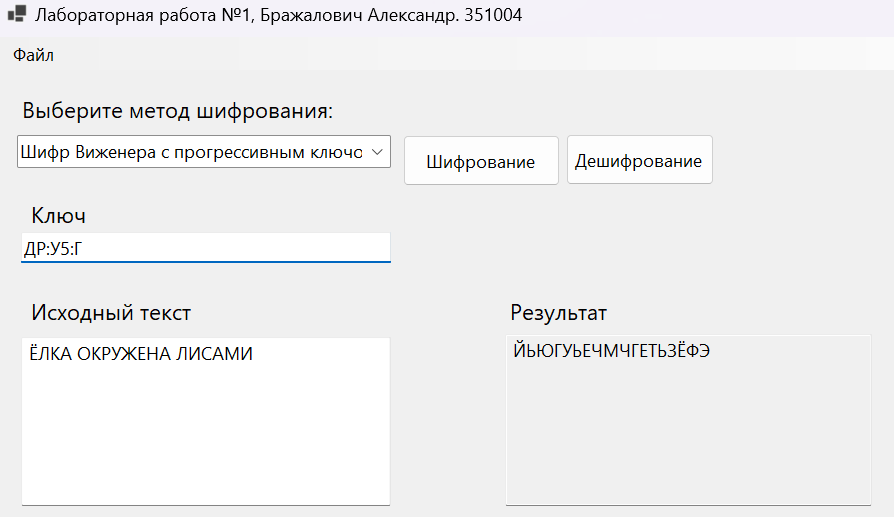 Лабораторная работа №1, Бражалович Александр. 351004
Файл
Выберите метод шифрования:
Шифр Виженера с прогрессивным ключо
Шифрование
Дешифрование
Ключ
ДР:У5:Г
Исходный текст
ЁЛКА ОКРУЖЕНА ЛИСАМИ
Результат
ЙЬЮГУЬЕЧМЧГЕТЬЗЁФЭ